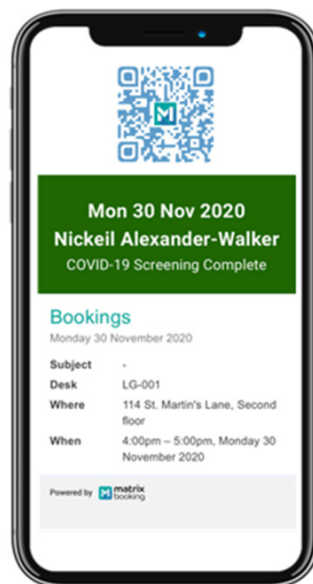 M
Mon 30 Nov 2020
Nickeil Alexander-Walker
COVID-19 Screening Complete
Bookings
Monday 30 November 2020
Subject -
Desk LG-001
Where 114 St. Martin's Lane, Second
floor
When 4:00pm – 5:00pm, Monday 30
November 2020
Powered by M matrix
booking